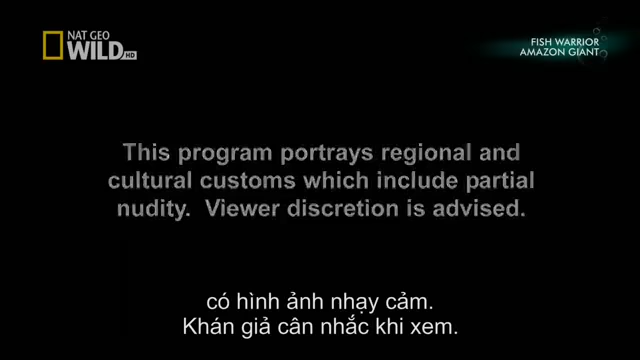 NAT GEO
WILD HD
FISH WARRIOR
AMAZON GIANT
This program portrays regional and
cultural customs which include partial
nudity.  Viewer discretion is advised.
có hình ảnh nhạy cảm.
Khán giả cân nhắc khi xem.